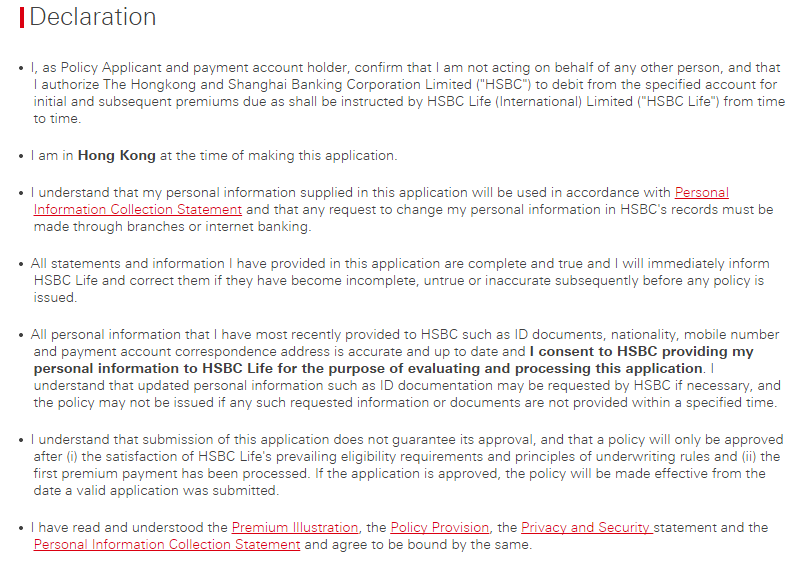 Declaration
• I, as Policy Applicant and payment account holder, confirm that I am not acting on behalf of any other person, and that
I authorize The Hongkong and Shanghai Banking Corporation Limited ("HSBC") to debit from the specified account for
initial and subsequent premiums due as shall be instructed by HSBC Life (International) Limited ("HSBC Life") from time
to time.
• I am in Hong Kong at the time of making this application.
• I understand that my personal information supplied in this application will be used in accordance with Personal
Information Collection Statement and that any request to change my personal information in HSBC's records must be
made through branches or internet banking.
• All statements and information I have provided in this application are complete and true and I will immediately inform
HSBC Life and correct them if they have become incomplete, untrue or inaccurate subsequently before any policy is
issued.
• All personal information that I have most recently provided to HSBC such as ID documents, nationality, mobile number
and payment account correspondence address is accurate and up to date and I consent to HSBC providing my
personal information to HSBC Life for the purpose of evaluating and processing this application. I
understand that updated personal information such as ID documentation may be requested by HSBC if necessary, and
the policy may not be issued if any such requested information or documents are not provided within a specified time.
• I understand that submission of this application does not guarantee its approval, and that a policy will only be approved
after (i) the satisfaction of HSBC Life's prevailing eligibility requirements and principles of underwriting rules and (ii) the
first premium payment has been processed. If the application is approved, the policy will be made effective from the
date a valid application was submitted.
• I have read and understood the Premium Illustration, the Policy Provision, the Privacy and Security statement and the
Personal Information Collection Statement and agree to be bound by the same.